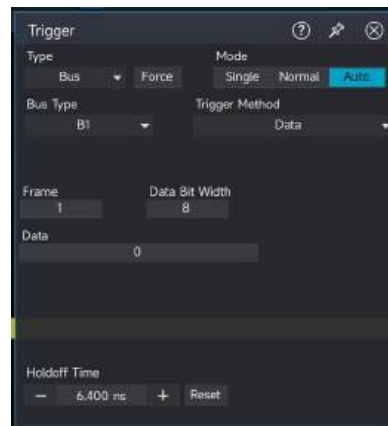 Trigger
Type Mode
Bus Force Single Normal Auto
Bus Type Trigger Method
B1 Data
Frame Data Bit Width
1 8
Data
0
Holdoff Time
− 6.400 ns + Reset